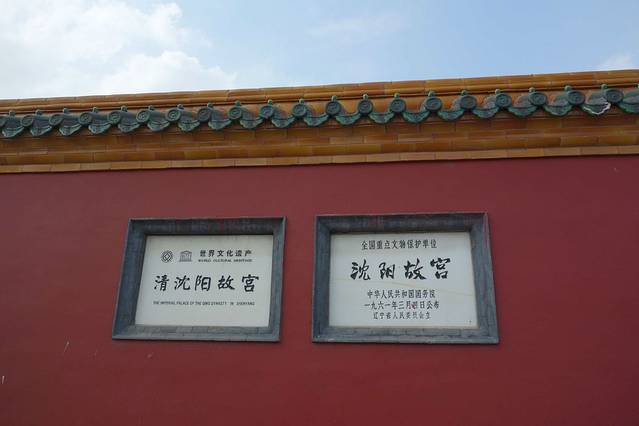 世界文化遗产
WORLD CULTURAL HERITAGE
清沈阳故宫
THE IMPERIAL PALACE OF THE QING DYNASTY IN SHENYANG
全国重点文物保护单位
沈阳故宫
中华人民共和国国务院
一九六一年三月四日公布
辽宁省人民委员会立